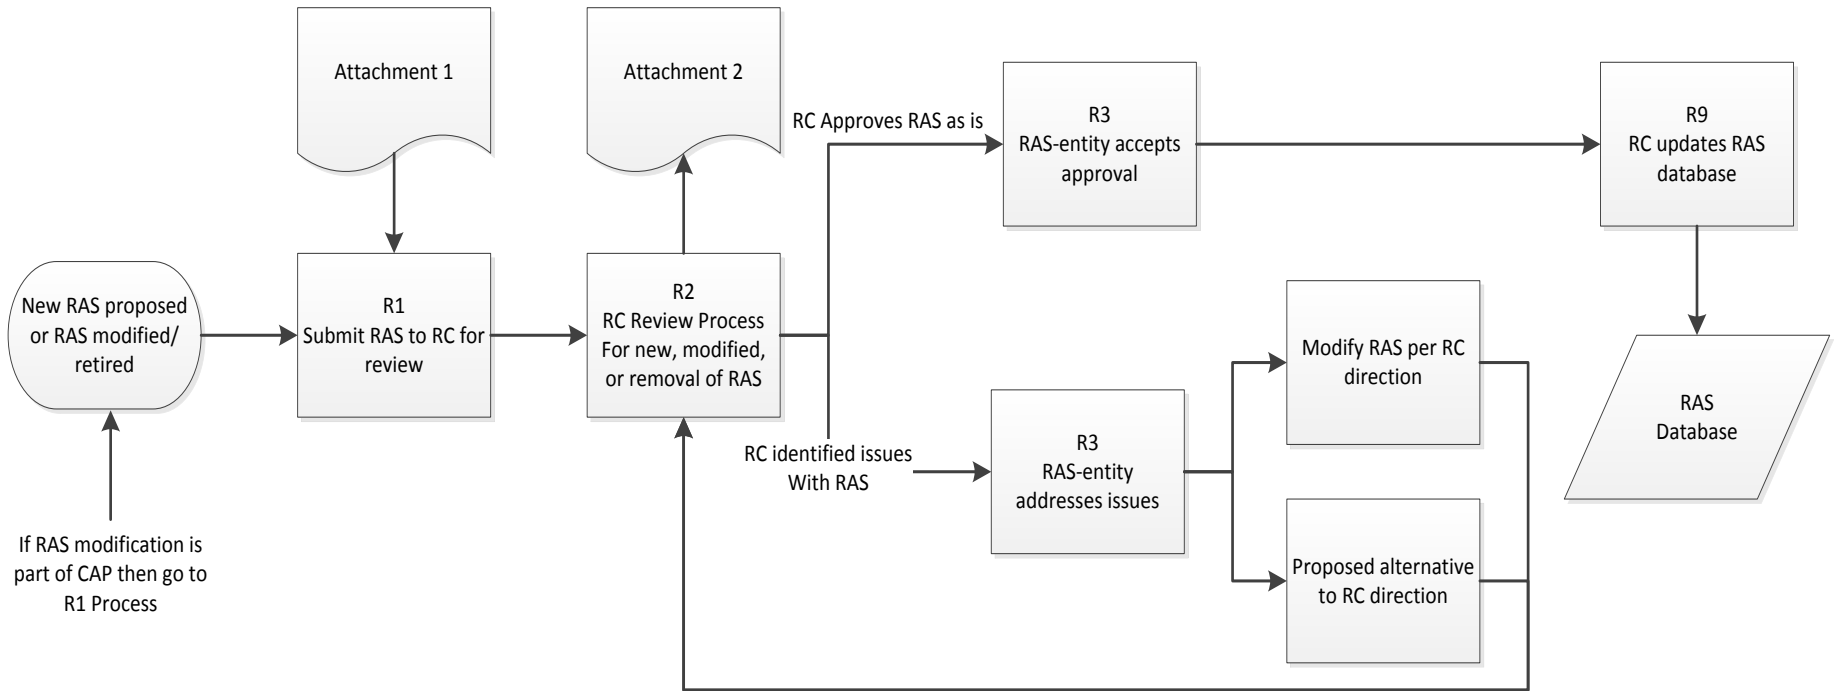 Attachment 1
Attachment 2
RC Approves RAS as is
R3
RAS-entity accepts
approval
R9
RC updates RAS
database
New RAS proposed
or RAS modified/
retired
R1
Submit RAS to RC for
review
R2
RC Review Process
For new, modified,
or removal of RAS
Modify RAS per RC
direction
RAS
Database
RC identified issues
With RAS
R3
RAS-entity
addresses issues
If RAS modification is
part of CAP then go to
R1 Process
Proposed alternative
to RC direction